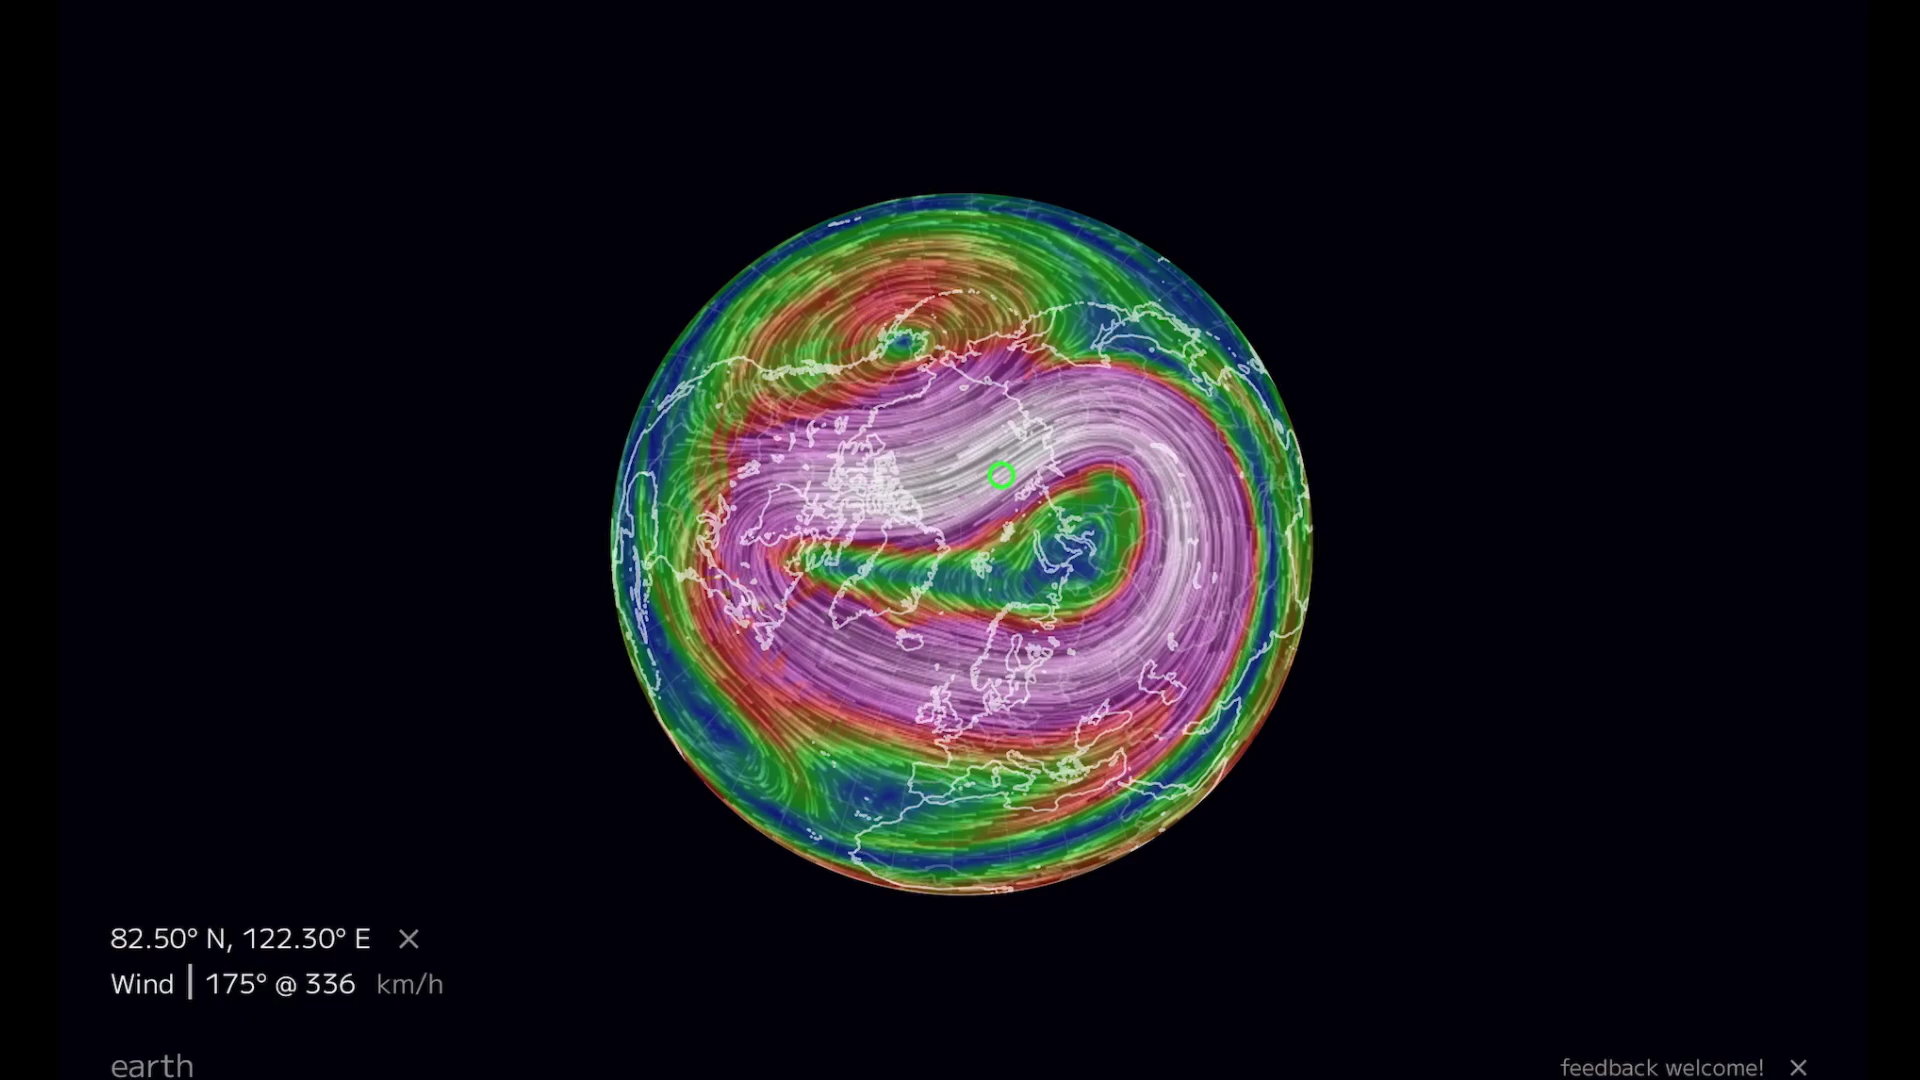 82.50° N, 122.30° E ✕
Wind | 175° @ 336 km/h
earth
feedback welcome! ✕